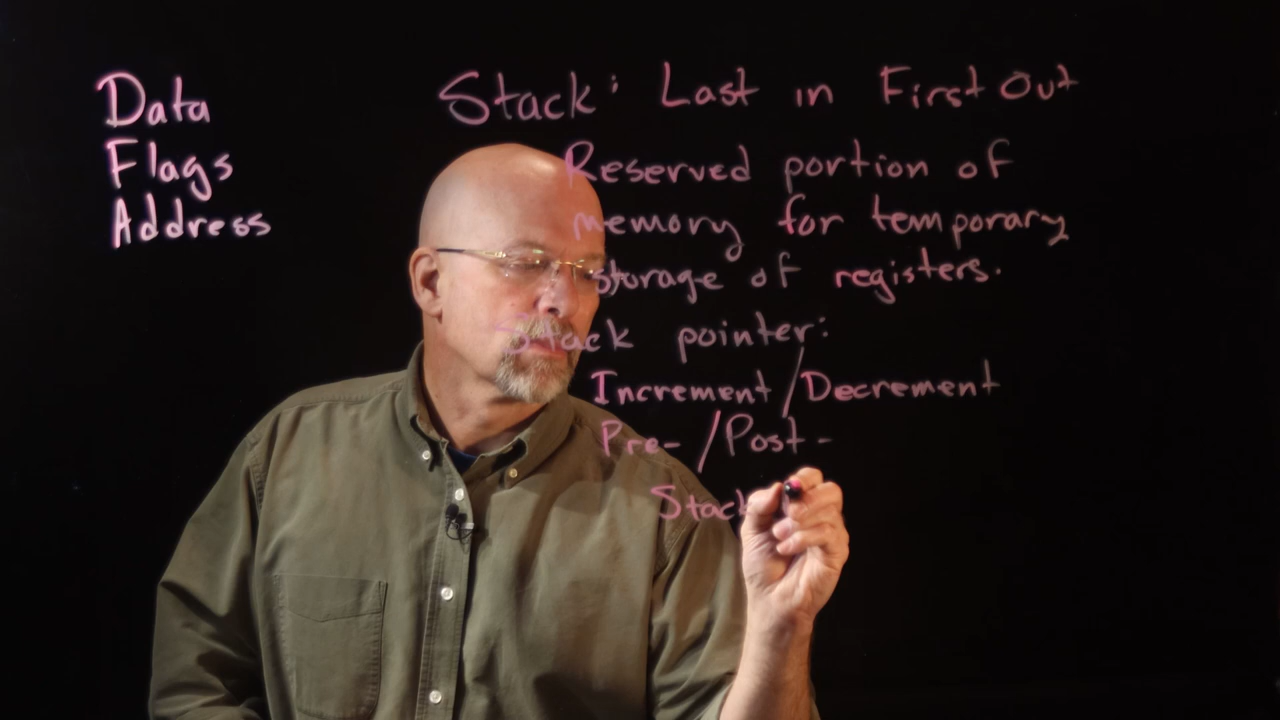 Data
Flags
Address
Stack: Last in First Out
Reserved portion of
memory for temporary
storage of registers.
Stack pointer:
Increment/Decrement
Pre-/Post-
Stack